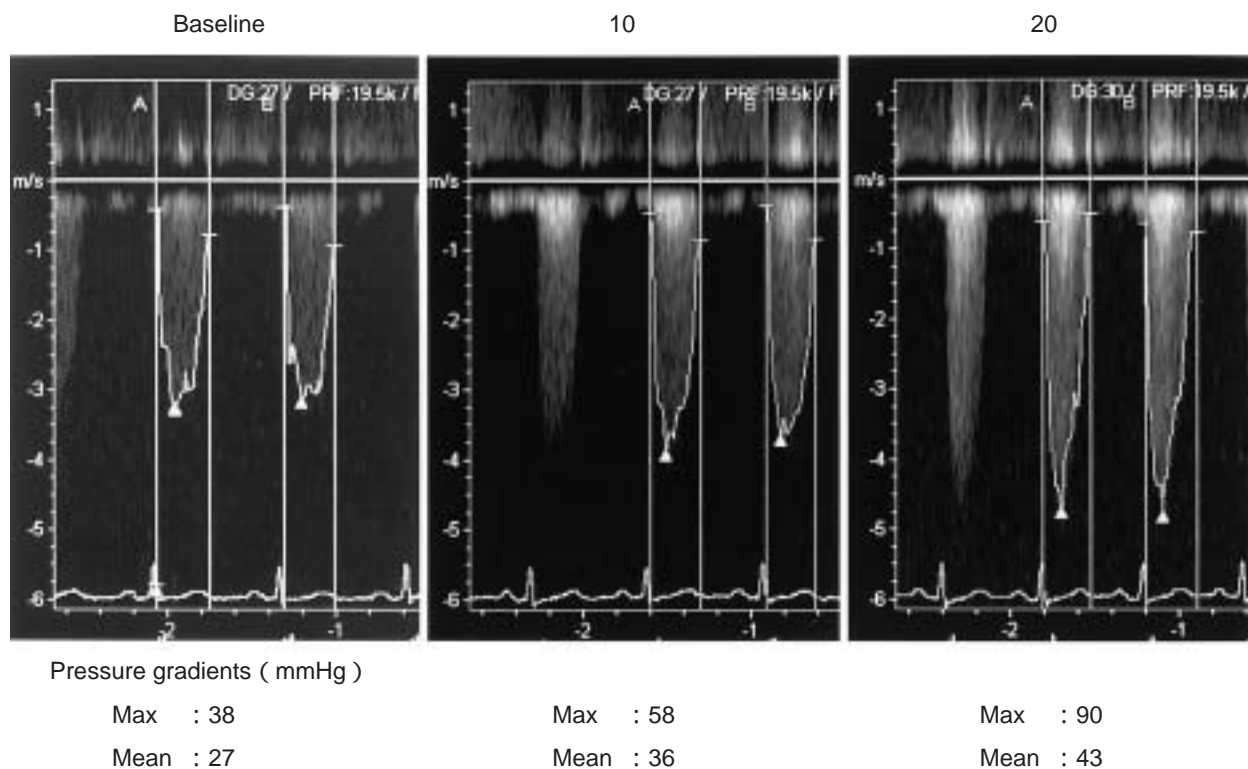 Baseline 10 20
A DG:27 / B PRF:19.5k / F
1
m/s
-1
-2
-3
-4
-5
-6
-2 -1
A DG:27 / B PRF:19.5k / F
1
m/s
-1
-2
-3
-4
-5
-6
-2 -1
A DG:30 / B PRF:19.5k /
1
m/s
-1
-2
-3
-4
-5
-6
-2 -1
Pressure gradients ( mmHg )
Max : 38 Max : 58 Max : 90
Mean : 27 Mean : 36 Mean : 43